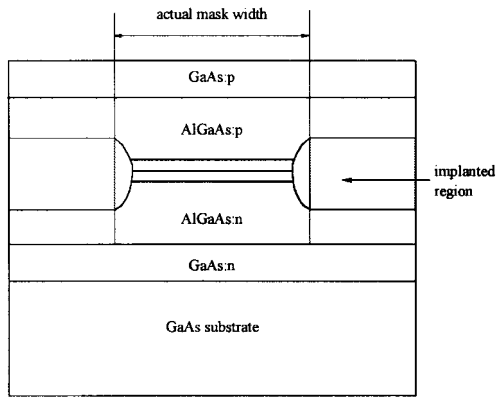 actual mask width
GaAs:p
AlGaAs:p
implanted
region
AlGaAs:n
GaAs:n
GaAs substrate